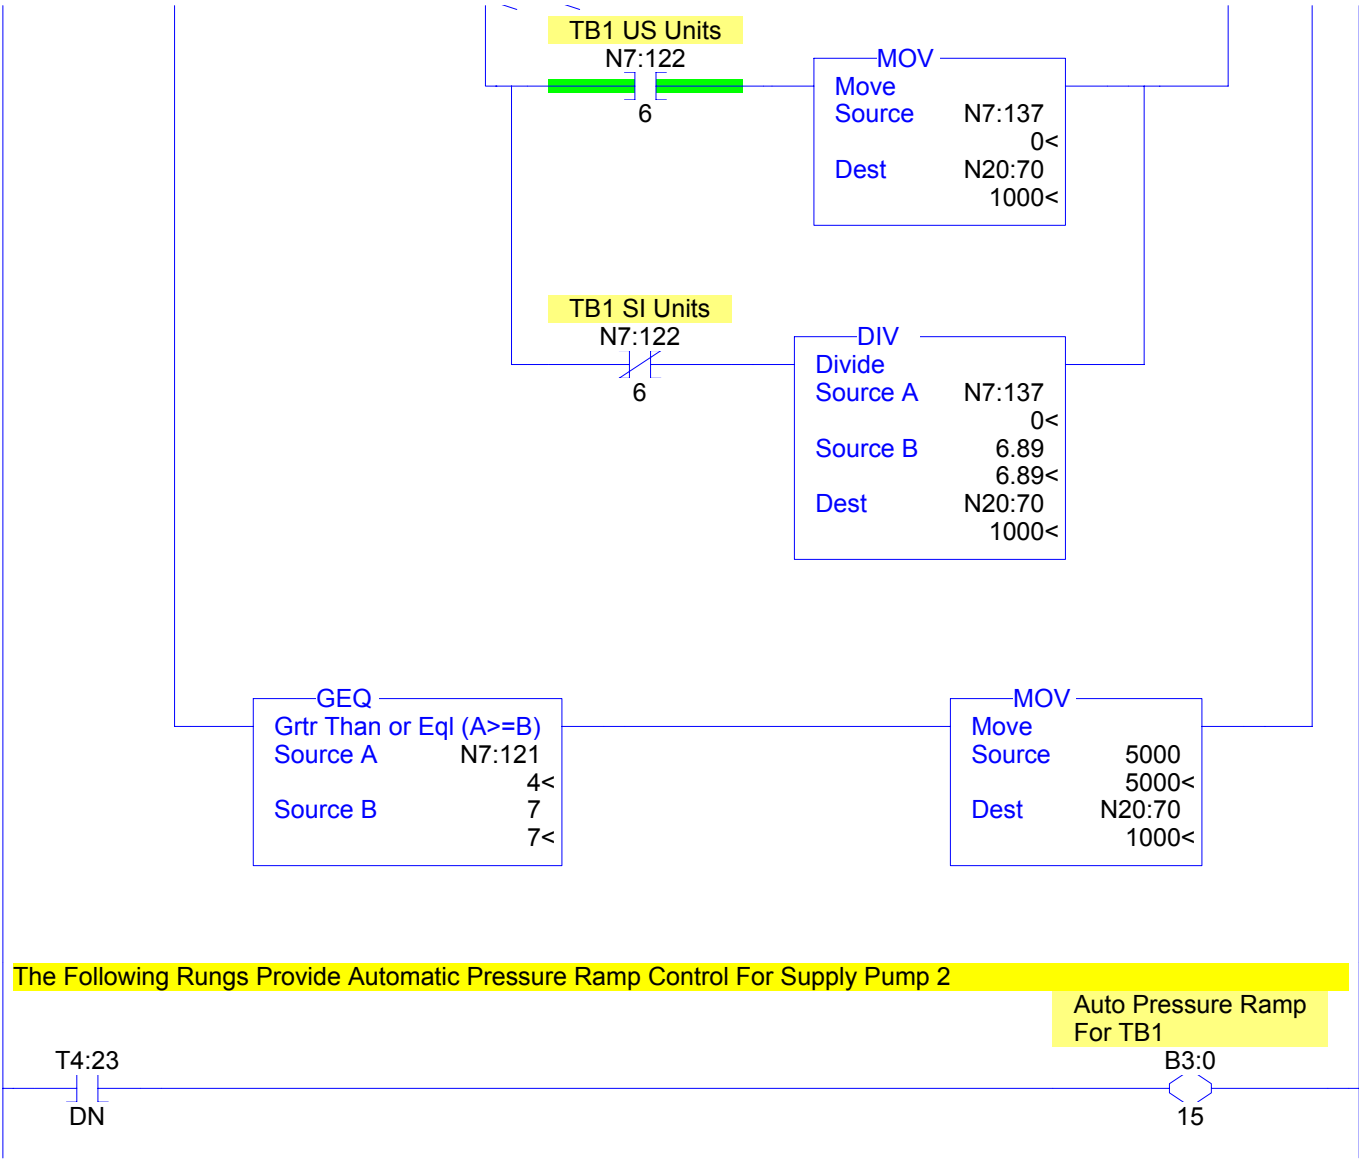 TB1 US Units
N7:122
6
MOV
Move
Source N7:137
0<
Dest N20:70
1000<
TB1 SI Units
N7:122
6
DIV
Divide
Source A N7:137
0<
Source B 6.89
6.89<
Dest N20:70
1000<
GEQ
Grtr Than or Eql (A>=B)
Source A N7:121
4<
Source B 7
7<
MOV
Move
Source 5000
5000<
Dest N20:70
1000<
The Following Rungs Provide Automatic Pressure Ramp Control For Supply Pump 2
T4:23
DN
Auto Pressure Ramp
For TB1
B3:0
15